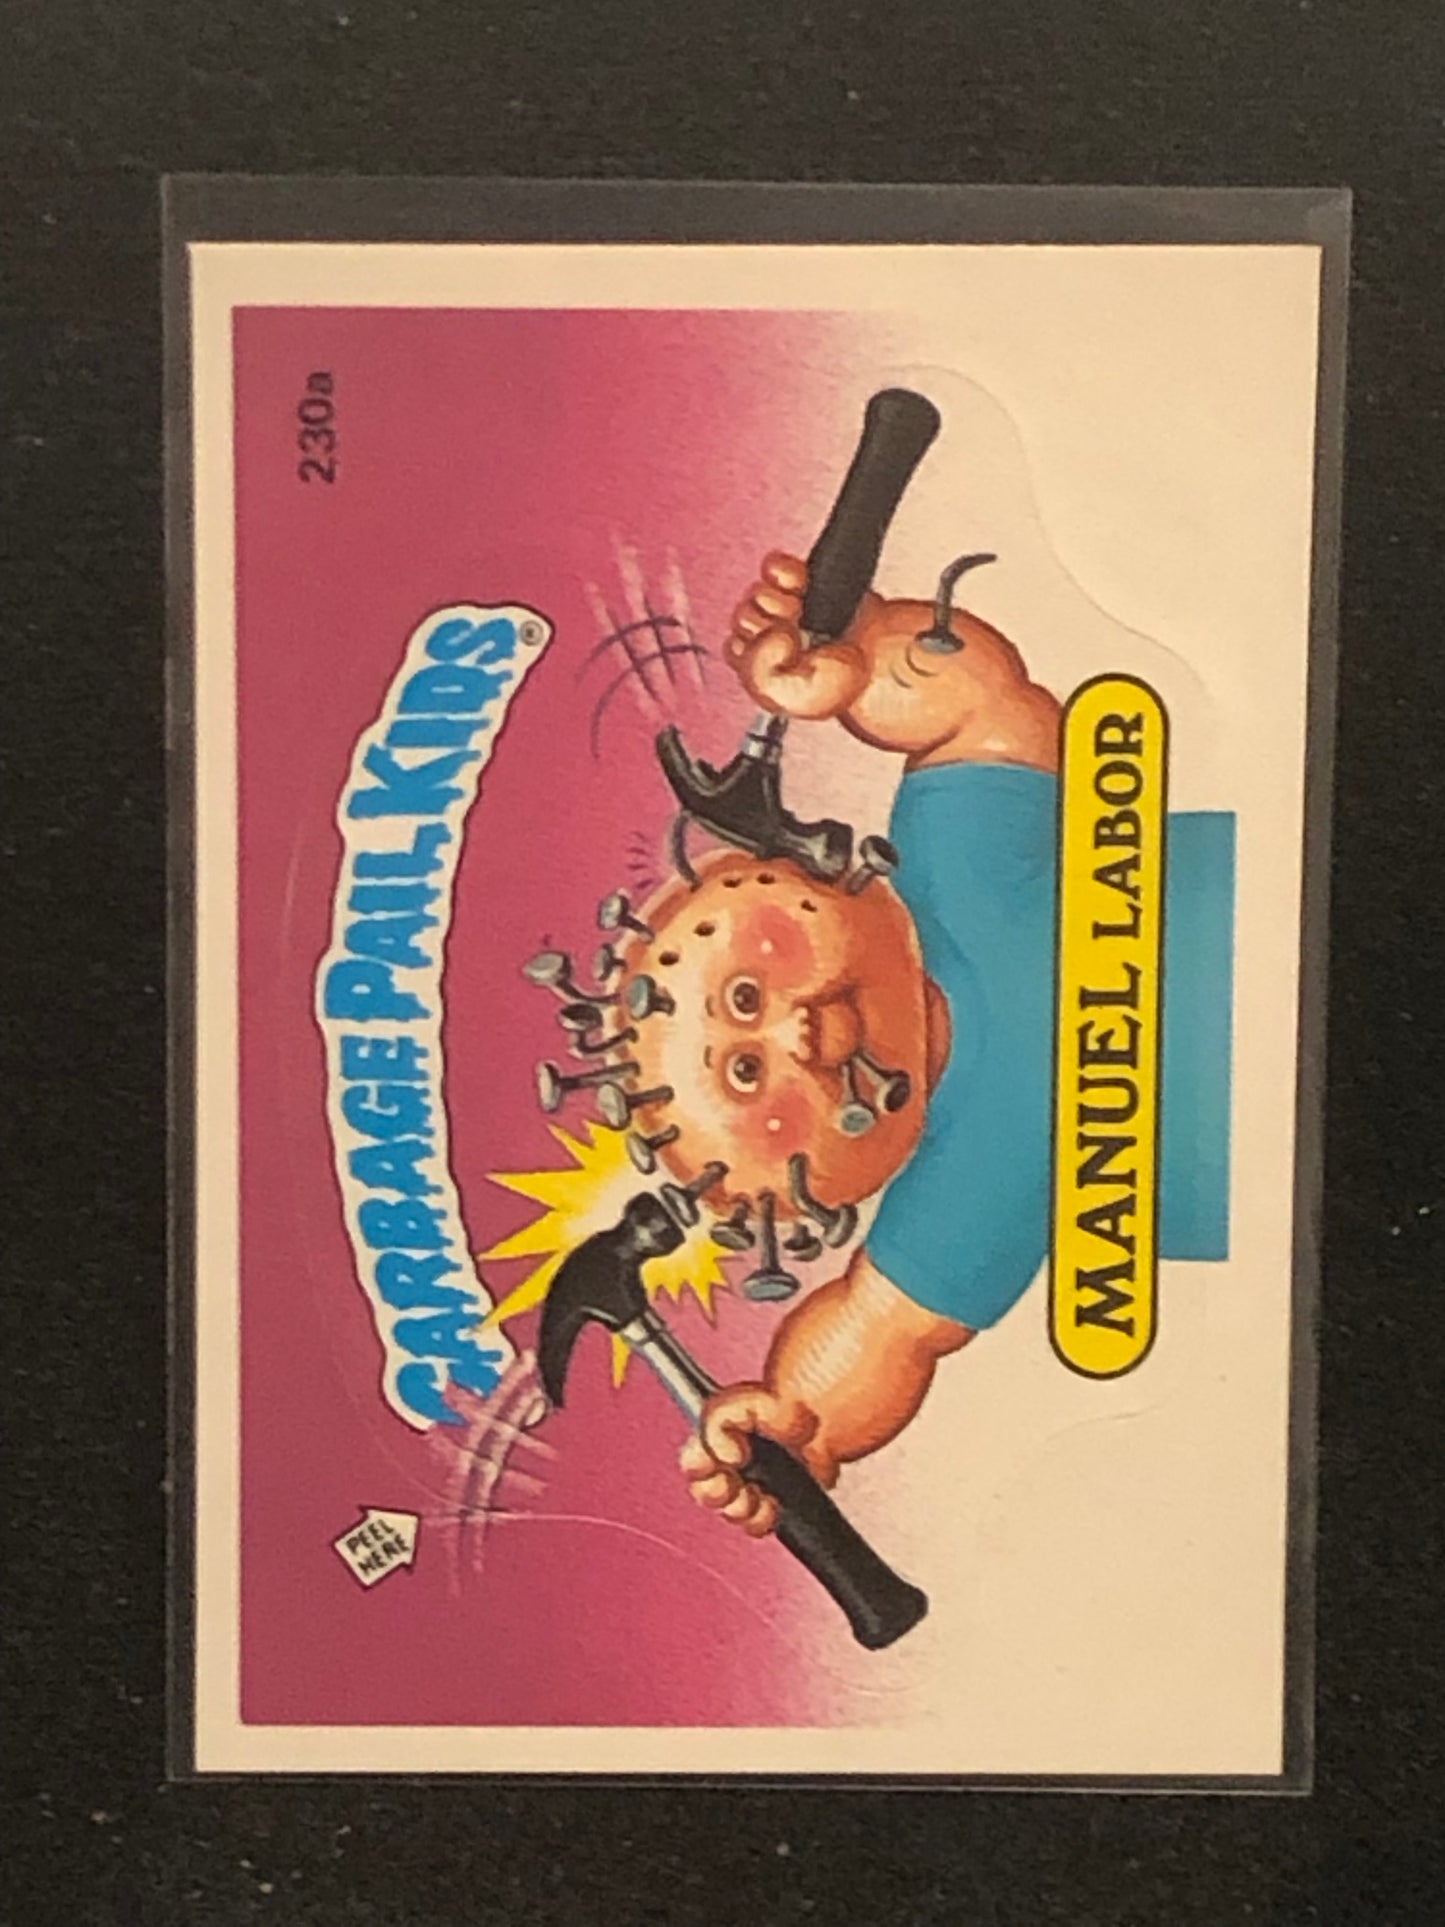 GARBAGE PAIL KIDS®
230a
PEEL
HERE
MANUEL LABOR